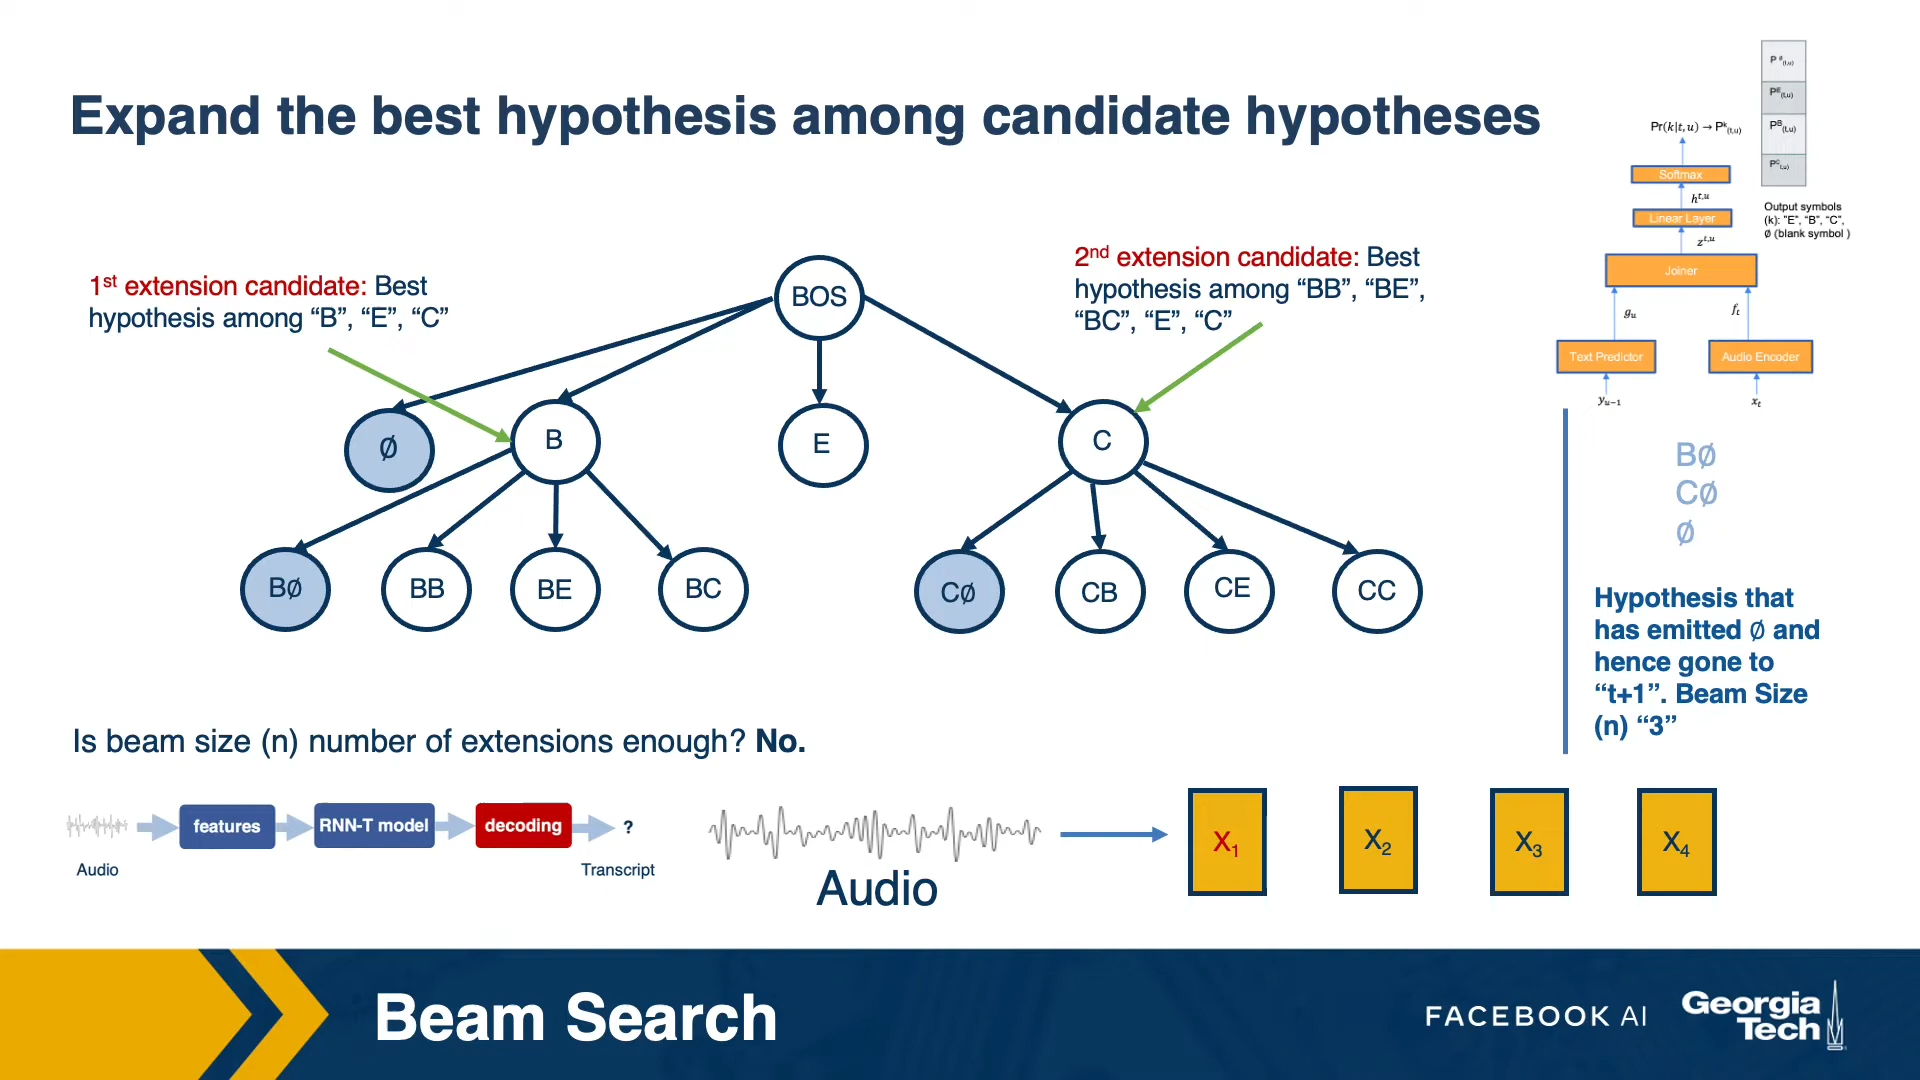 Expand the best hypothesis among candidate hypotheses
1st extension candidate: Best
hypothesis among “B”, “E”, “C”
2nd extension candidate: Best
hypothesis among “BB”, “BE”,
“BC”, “E”, “C”
BOS
Ø
B
E
C
BØ
BB
BE
BC
CØ
CB
CE
CC
Pr(k|t, u) → Pᵏ(t,u)
Pᴱ(t,u)
Pᴮ(t,u)
Softmax
hᵗ,ᵘ
Linear Layer
zᵗ,ᵘ
Joiner
gᵤ
fₜ
Text Predictor
Audio Encoder
yᵤ₋₁
xₜ
Output symbols
(k): "E", “B”, “C”,
Ø (blank symbol )
BØ
CØ
Ø
Hypothesis that
has emitted Ø and
hence gone to
“t+1”. Beam Size
(n) “3”
Is beam size (n) number of extensions enough? No.
features
RNN-T model
decoding
?
Audio
Transcript
Audio
X₁
X₂
X₃
X₄
Beam Search
FACEBOOK AI
Georgia
Tech